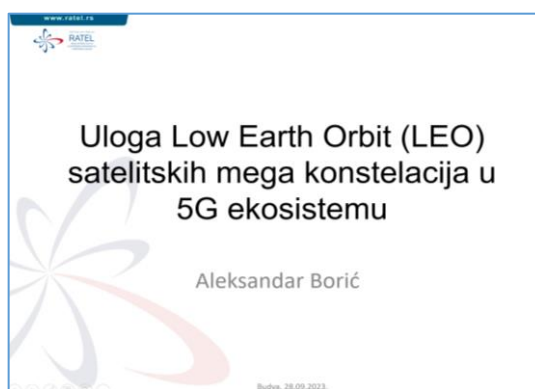 www.ratel.rs
RATEL
Uloga Low Earth Orbit (LEO)
satelitskih mega konstelacija u
5G ekosistemu
Aleksandar Borić
Budva, 28.09.2023.